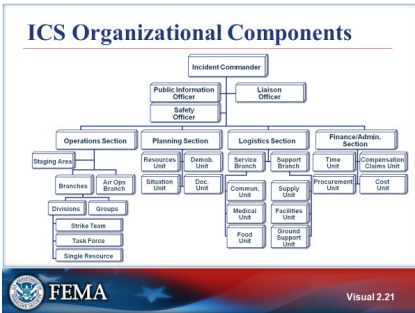 ICS Organizational Components
Incident Commander
Public Information
Officer
Liaison
Officer
Safety
Officer
Operations Section
Planning Section
Logistics Section
Finance/Admin.
Section
Staging Area
Resources
Unit
Demob.
Unit
Service
Branch
Support
Branch
Time
Unit
Compensation
Claims Unit
Branches
Air Ops
Branch
Situation
Unit
Doc.
Unit
Commun.
Unit
Supply
Unit
Procurement
Unit
Cost
Unit
Divisions
Groups
Medical
Unit
Facilities
Unit
Strike Team
Task Force
Single Resource
Food
Unit
Ground
Support
Unit
FEMA
Visual 2.21